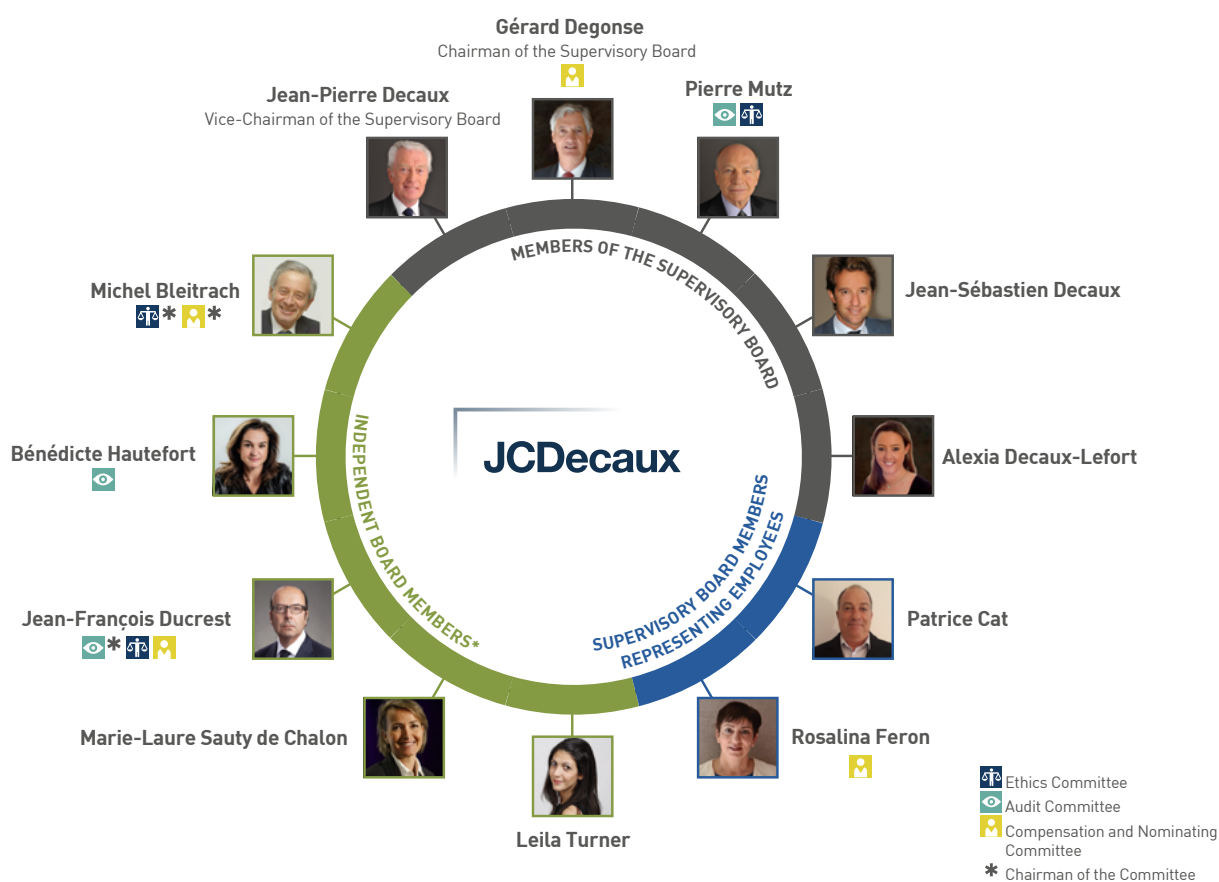 Gérard Degonse
Chairman of the Supervisory Board
Jean-Pierre Decaux
Vice-Chairman of the Supervisory Board
Pierre Mutz
Michel Bleitrach
* *
Jean-Sébastien Decaux
MEMBERS OF THE SUPERVISORY BOARD
Bénédicte Hautefort
JCDecaux
Alexia Decaux-Lefort
INDEPENDENT BOARD MEMBERS*
SUPERVISORY BOARD MEMBERS
REPRESENTING EMPLOYEES
Jean-François Ducrest
*
Patrice Cat
Marie-Laure Sauty de Chalon
Rosalina Feron
Leila Turner
Ethics Committee
Audit Committee
Compensation and Nominating
Committee
* Chairman of the Committee